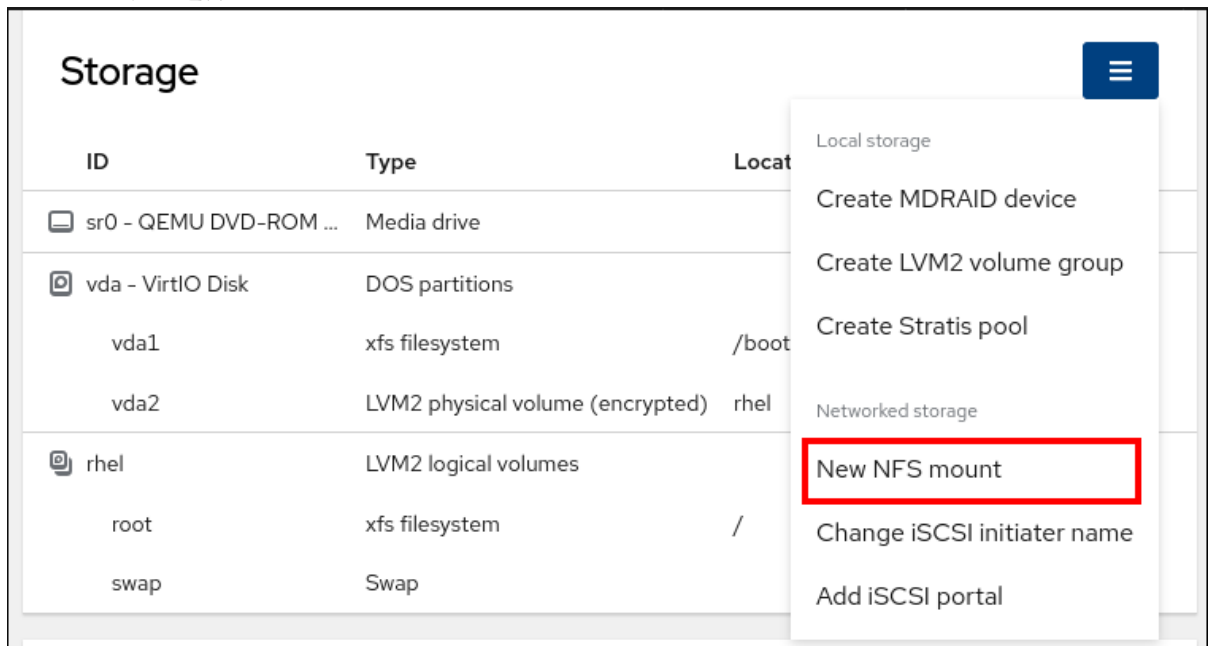 Storage
ID Type Locat
sr0 - QEMU DVD-ROM ... Media drive
vda - VirtIO Disk DOS partitions
vda1 xfs filesystem /boot
vda2 LVM2 physical volume (encrypted) rhel
rhel LVM2 logical volumes
root xfs filesystem /
swap Swap
Local storage
Create MDRAID device
Create LVM2 volume group
Create Stratis pool
Networked storage
New NFS mount
Change iSCSI initiater name
Add iSCSI portal